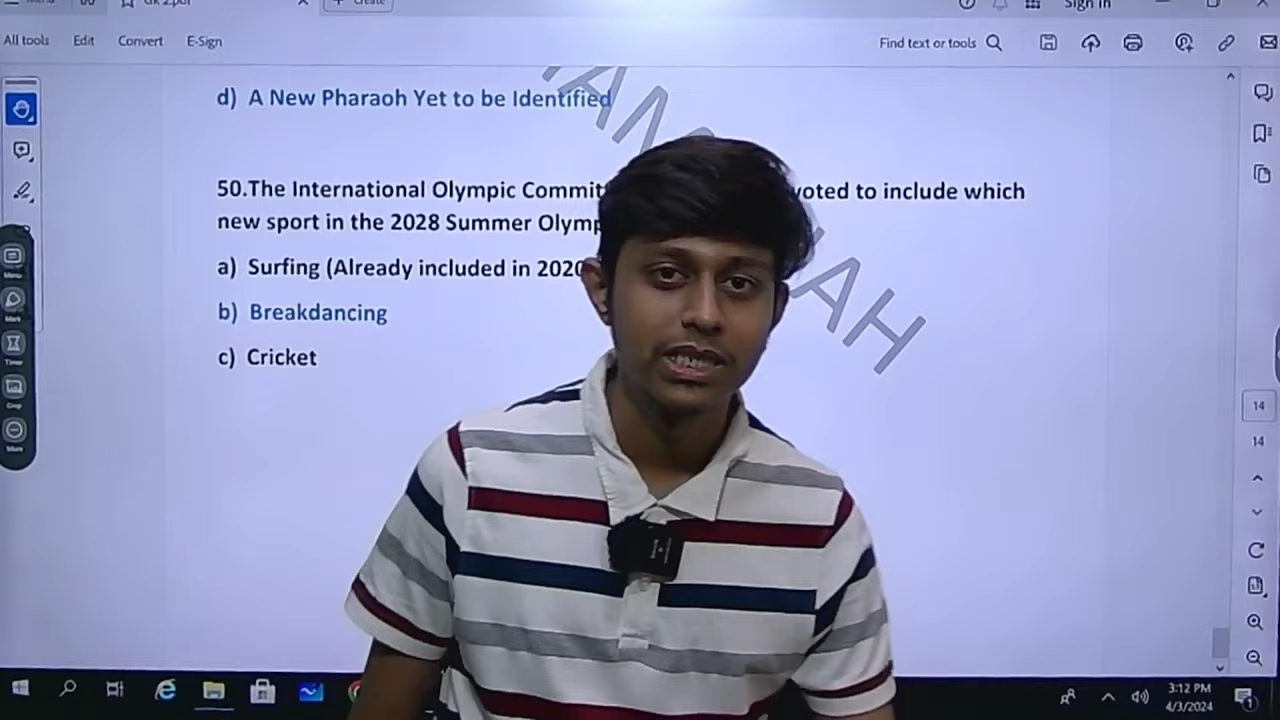 Sign in
All tools Edit Convert E-Sign Find text or tools
d) A New Pharaoh Yet to be Identified
50.The International Olympic voted to include which
new sport in the 2028 Summer
a) Surfing (Already included in 2020
b) Breakdancing
c) Cricket
AH
14
14
3:12 PM
4/3/2024